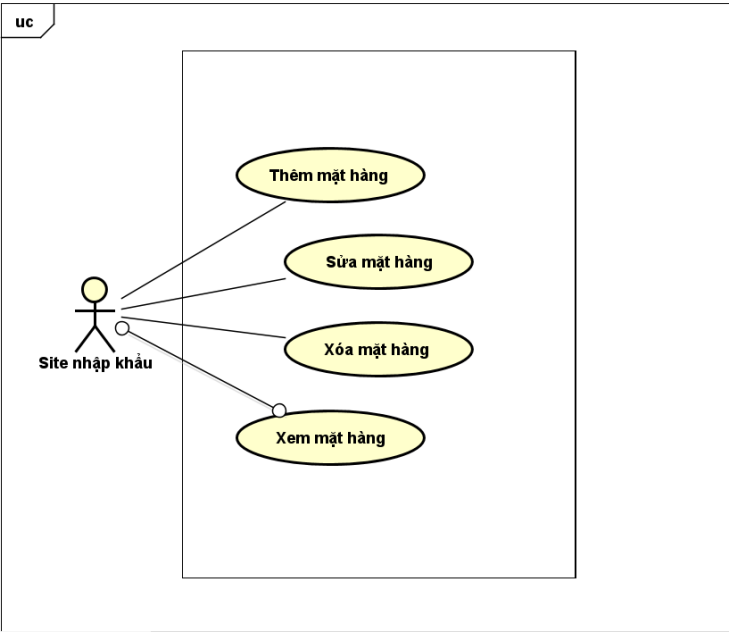 uc
Thêm mặt hàng
Sửa mặt hàng
Xóa mặt hàng
Site nhập khẩu
Xem mặt hàng